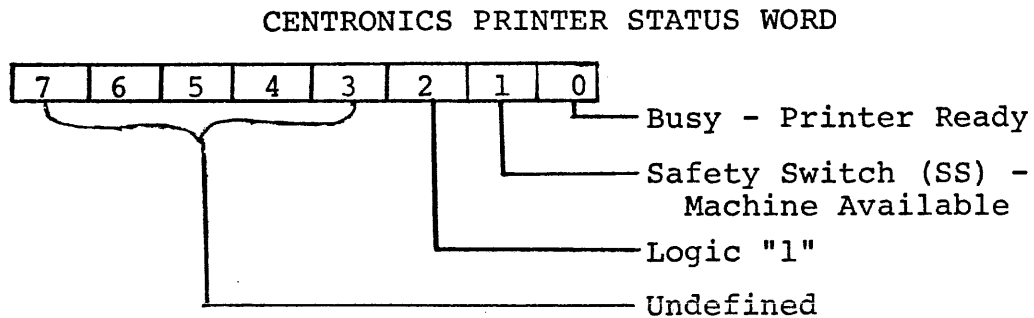 CENTRONICS PRINTER STATUS WORD
7 6 5 4 3 2 1 0
Busy - Printer Ready
Safety Switch (SS) -
Machine Available
Logic "1"
Undefined